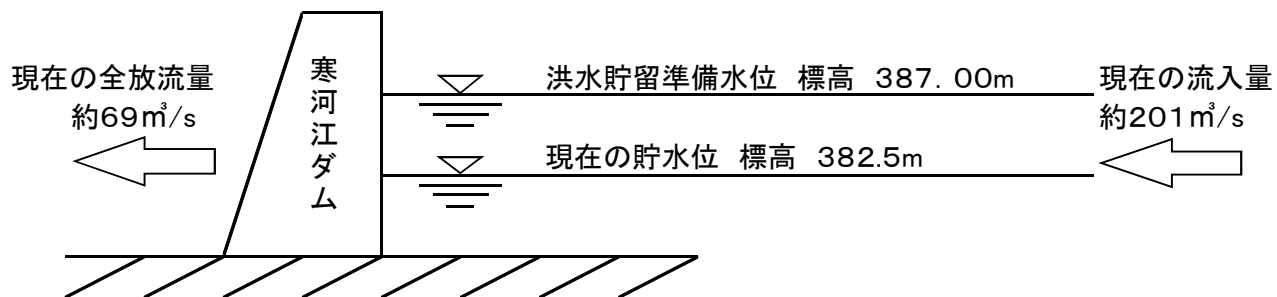 現在の全放流量
約69㎥/s
寒河江ダム
洪水貯留準備水位 標高 387.00m
現在の貯水位 標高 382.5m
現在の流入量
約201㎥/s